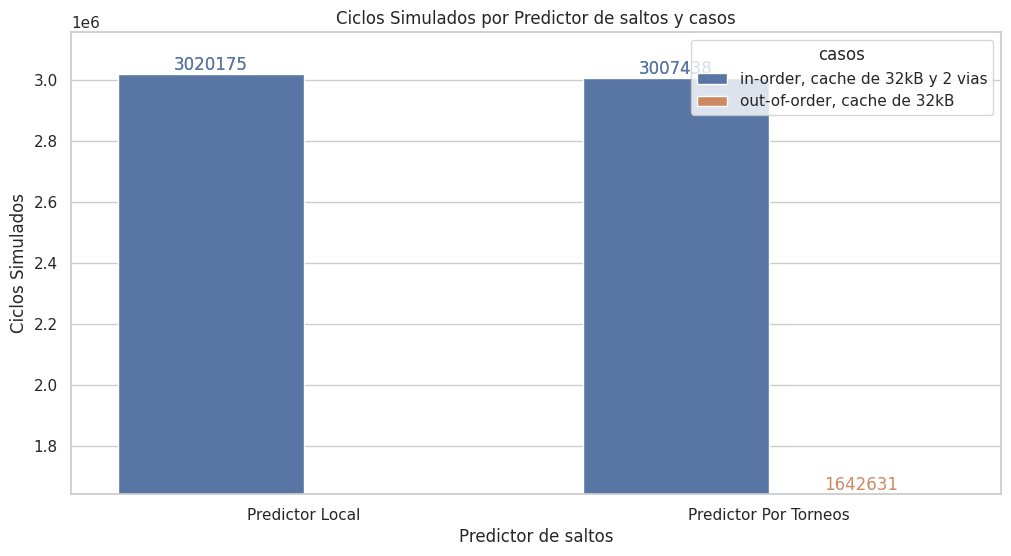 Ciclos Simulados por Predictor de saltos y casos
1e6
3020175
3007438
casos
in-order, cache de 32kB y 2 vias
out-of-order, cache de 32kB
3.0
2.8
2.6
2.4
2.2
2.0
1.8
Ciclos Simulados
1642631
Predictor Local
Predictor Por Torneos
Predictor de saltos